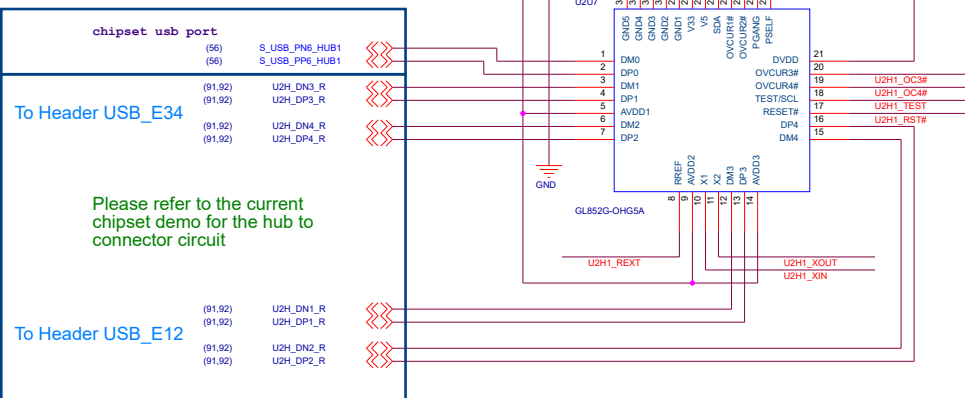 U2U7
chipset usb port
(56) S_USB_PN6_HUB1
(56) S_USB_PP6_HUB1
(91,92) U2H_DN3_R
(91,92) U2H_DP3_R
To Header USB_E34
(91,92) U2H_DN4_R
(91,92) U2H_DP4_R
Please refer to the current
chipset demo for the hub to
connector circuit
(91,92) U2H_DN1_R
(91,92) U2H_DP1_R
To Header USB_E12
(91,92) U2H_DN2_R
(91,92) U2H_DP2_R
GND5
GND4
GND3
GND2
GND1
V33
V5
SDA
OVCUR1#
OVCUR2#
PGANG
PSELF
1 DM0
2 DP0
3 DM1
4 DP1
5 AVDD1
6 DM2
7 DP2
DVDD 21
OVCUR3# 20
OVCUR4# 19 U2H1_OC3#
TEST/SCL 18 U2H1_OC4#
RESET# 17 U2H1_TEST
DP4 16 U2H1_RST#
DM4 15
RREF
AVDD2
X1
X2
DM3
DP3
AVDD3
8
9
10
11
12
13
14
GND
GL852G-OHG5A
U2H1_REXT
U2H1_XOUT
U2H1_XIN